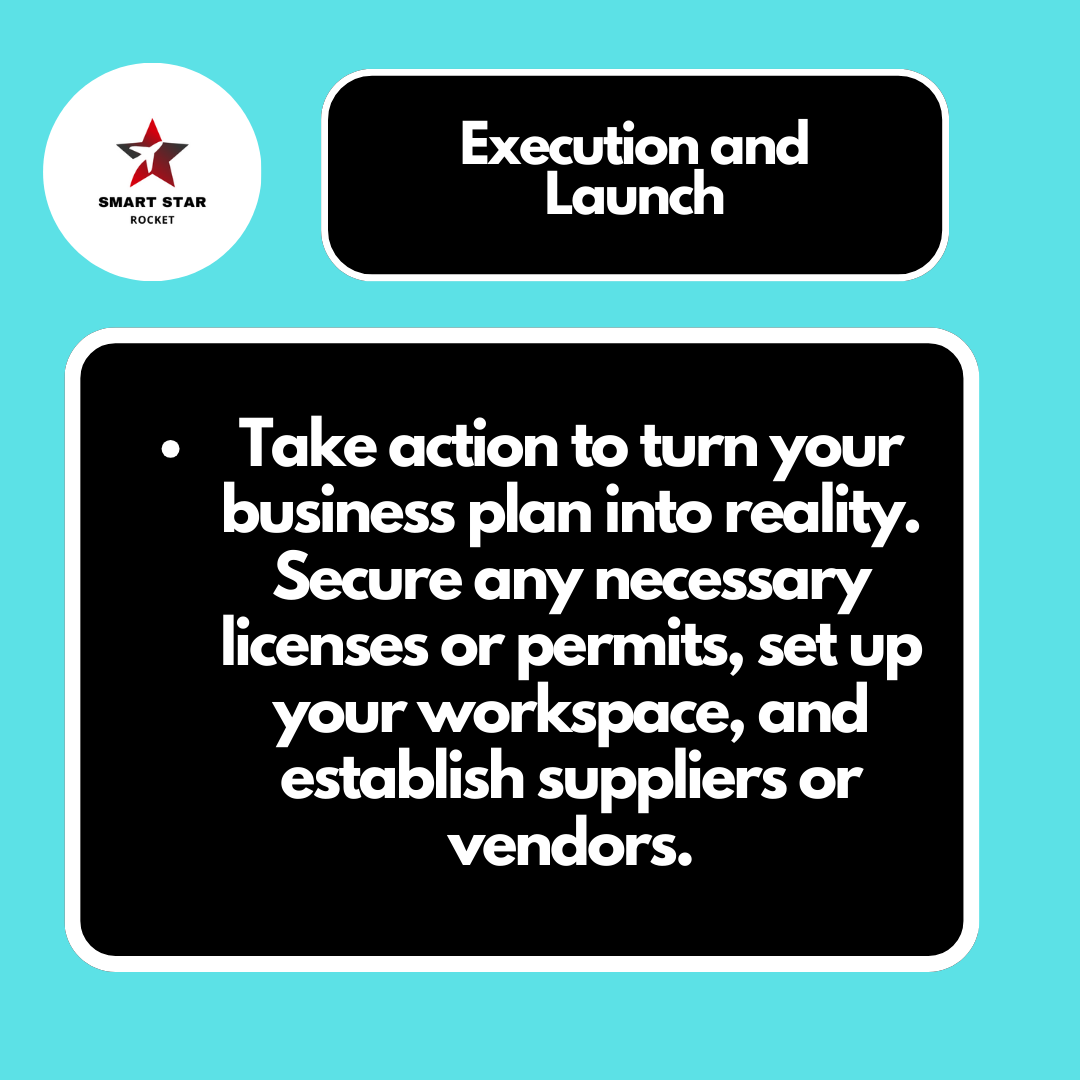 SMART STAR
ROCKET
Execution and
Launch
• Take action to turn your
business plan into reality.
Secure any necessary
licenses or permits, set up
your workspace, and
establish suppliers or
vendors.